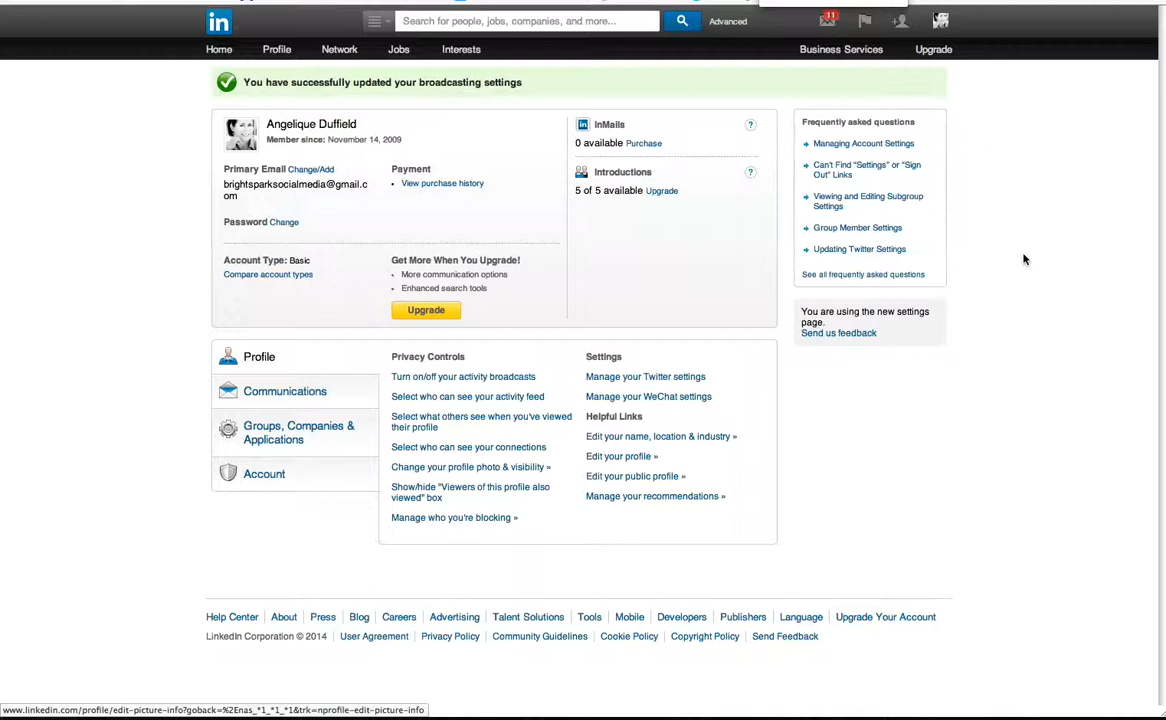 in
Search for people, jobs, companies, and more...
Advanced
11
Home Profile Network Jobs Interests Business Services Upgrade
You have successfully updated your broadcasting settings
Angelique Duffield
Member since: November 14, 2009
Primary Email Change/Add
brightsparksocialmedia@gmail.c
om
Password Change
Payment
View purchase history
Account Type: Basic
Compare account types
Get More When You Upgrade!
More communication options
Enhanced search tools
Upgrade
in InMails ?
0 available Purchase
Introductions ?
5 of 5 available Upgrade
Frequently asked questions
Managing Account Settings
Can't Find "Settings" or "Sign
Out" Links
Viewing and Editing Subgroup
Settings
Group Member Settings
Updating Twitter Settings
See all frequently asked questions
You are using the new settings
page.
Send us feedback
Profile
Communications
Groups, Companies &
Applications
Account
Privacy Controls
Turn on/off your activity broadcasts
Select who can see your activity feed
Select what others see when you've viewed
their profile
Select who can see your connections
Change your profile photo & visibility »
Show/hide "Viewers of this profile also
viewed" box
Manage who you're blocking »
Settings
Manage your Twitter settings
Manage your WeChat settings
Helpful Links
Edit your name, location & industry »
Edit your profile »
Edit your public profile »
Manage your recommendations »
Help Center About Press Blog Careers Advertising Talent Solutions Tools Mobile Developers Publishers Language Upgrade Your Account
LinkedIn Corporation © 2014 User Agreement Privacy Policy Community Guidelines Cookie Policy Copyright Policy Send Feedback
www.linkedin.com/profile/edit-picture-info?goback=%2Enas_*1_*1_*1&trk=nprofile-edit-picture-info